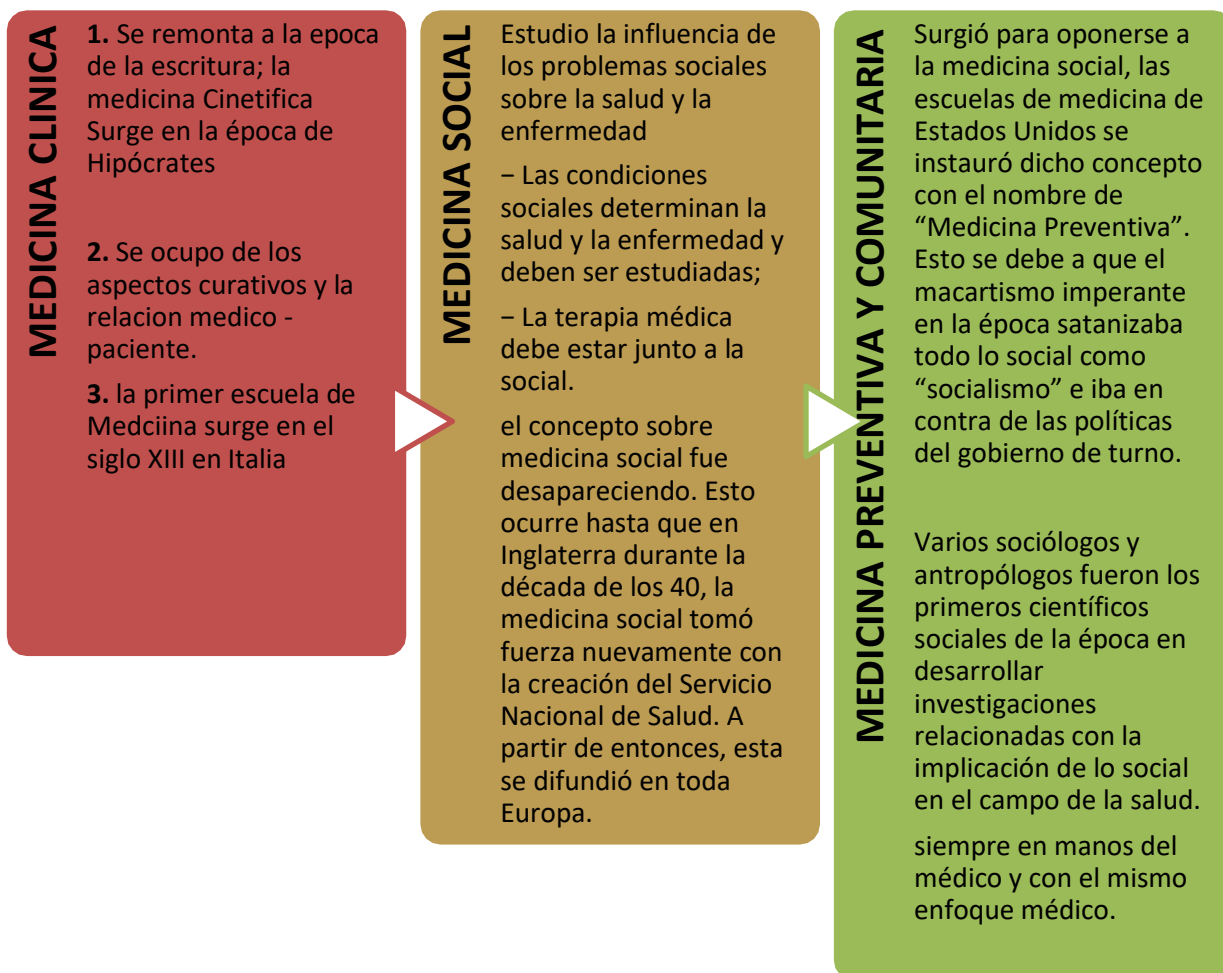 MEDICINA CLINICA
1. Se remonta a la epoca
de la escritura; la
medicina Cinetifica
Surge en la época de
Hipócrates
2. Se ocupo de los
aspectos curativos y la
relacion medico -
paciente.
3. la primer escuela de
Medciina surge en el
siglo XIII en Italia
MEDICINA SOCIAL
Estudio la influencia de
los problemas sociales
sobre la salud y la
enfermedad
− Las condiciones
sociales determinan la
salud y la enfermedad y
deben ser estudiadas;
− La terapia médica
debe estar junto a la
social.
el concepto sobre
medicina social fue
desapareciendo. Esto
ocurre hasta que en
Inglaterra durante la
década de los 40, la
medicina social tomó
fuerza nuevamente con
la creación del Servicio
Nacional de Salud. A
partir de entonces, esta
se difundió en toda
Europa.
MEDICINA PREVENTIVA Y COMUNITARIA
Surgió para oponerse a
la medicina social, las
escuelas de medicina de
Estados Unidos se
instauró dicho concepto
con el nombre de
“Medicina Preventiva”.
Esto se debe a que el
macartismo imperante
en la época satanizaba
todo lo social como
“socialismo” e iba en
contra de las políticas
del gobierno de turno.
Varios sociólogos y
antropólogos fueron los
primeros científicos
sociales de la época en
desarrollar
investigaciones
relacionadas con la
implicación de lo social
en el campo de la salud.
siempre en manos del
médico y con el mismo
enfoque médico.